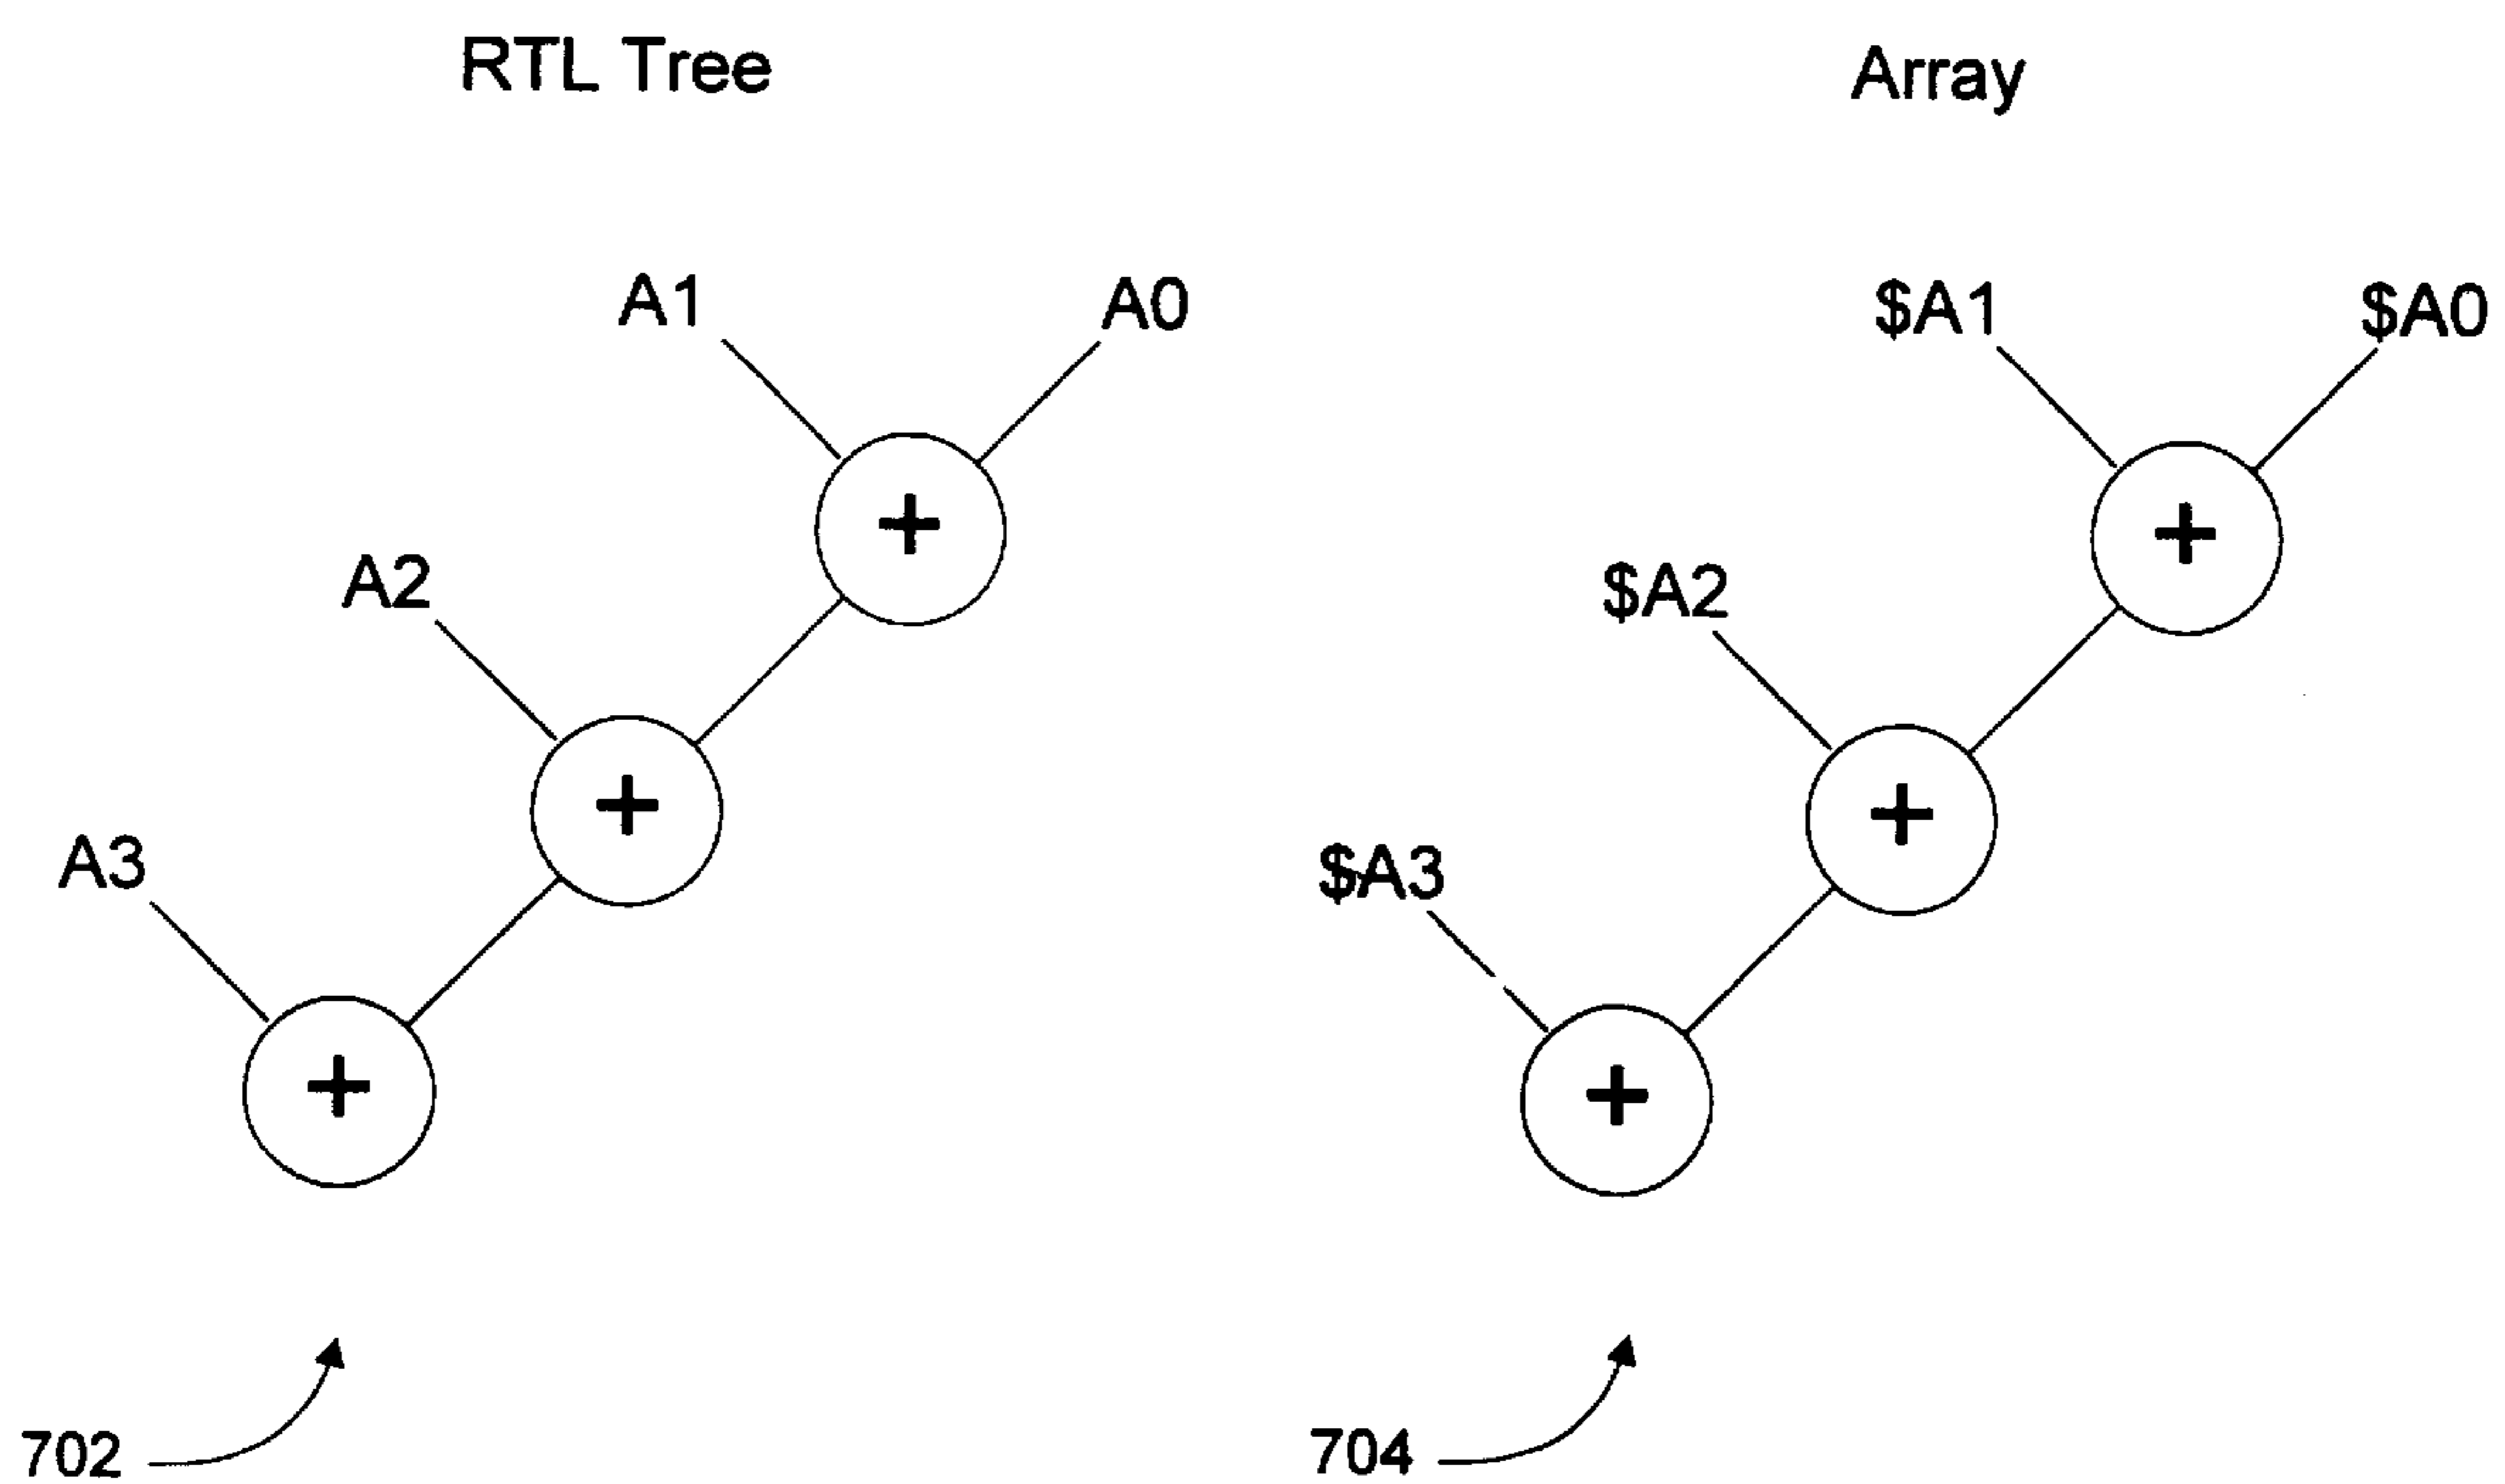 RTL Tree
Array
A1
A0
$A1
$A0
+
+
A2
$A2
+
+
A3
$A3
+
+
702
704